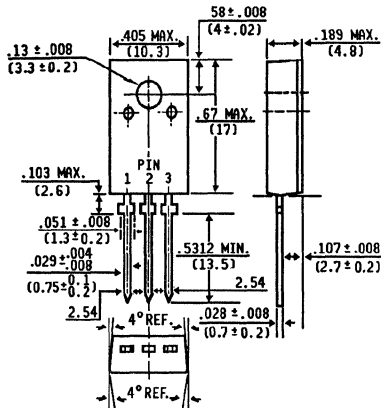 .405 MAX.
(10.3)
58±.008
(4±.02)
.189 MAX.
(4.8)
.13±.008
(3.3±0.2)
.67 MAX.
(17)
PIN
1 2 3
.103 MAX.
(2.6)
.051±.008
(1.3±0.2)
.5312 MIN.
(13.5)
.107±.008
(2.7±0.2)
.029±.004
.008
(0.75±0.1
0.2)
2.54
2.54
.028±.008
(0.7±0.2)
4° REF.
4° REF.